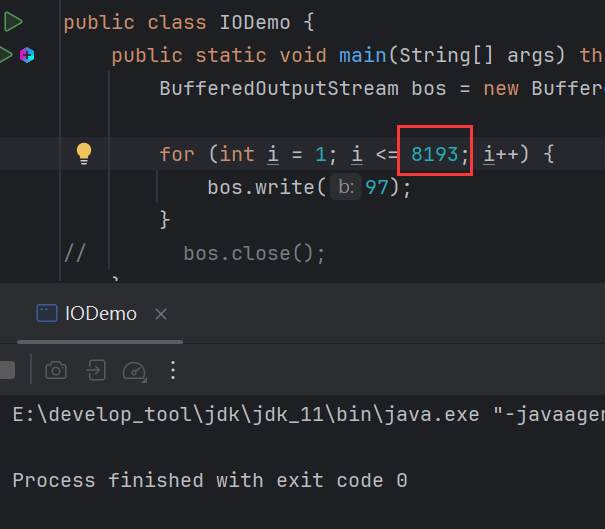 public class IODemo {
public static void main(String[] args) th
BufferedOutputStream bos = new Buffer
for (int i = 1; i <= 8193; i++) {
bos.write( b: 97);
}
// bos.close();
IODemo
E:\develop_tool\jdk\jdk_11\bin\java.exe "-javaager
Process finished with exit code 0